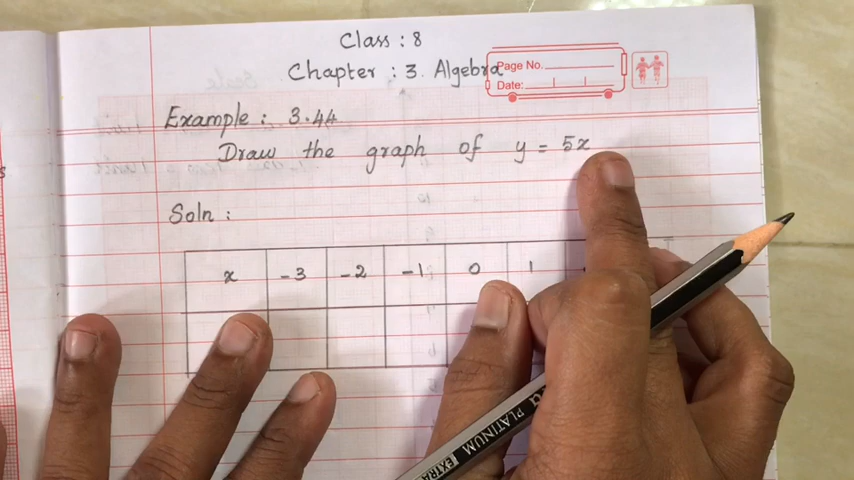 Class : 8
Chapter : 3. Algebra
Page No.
Date:
Example : 3.44
Draw the graph of y = 5x
Soln :
x -3 -2 -1 0 1
PLATINUM
EXTRA